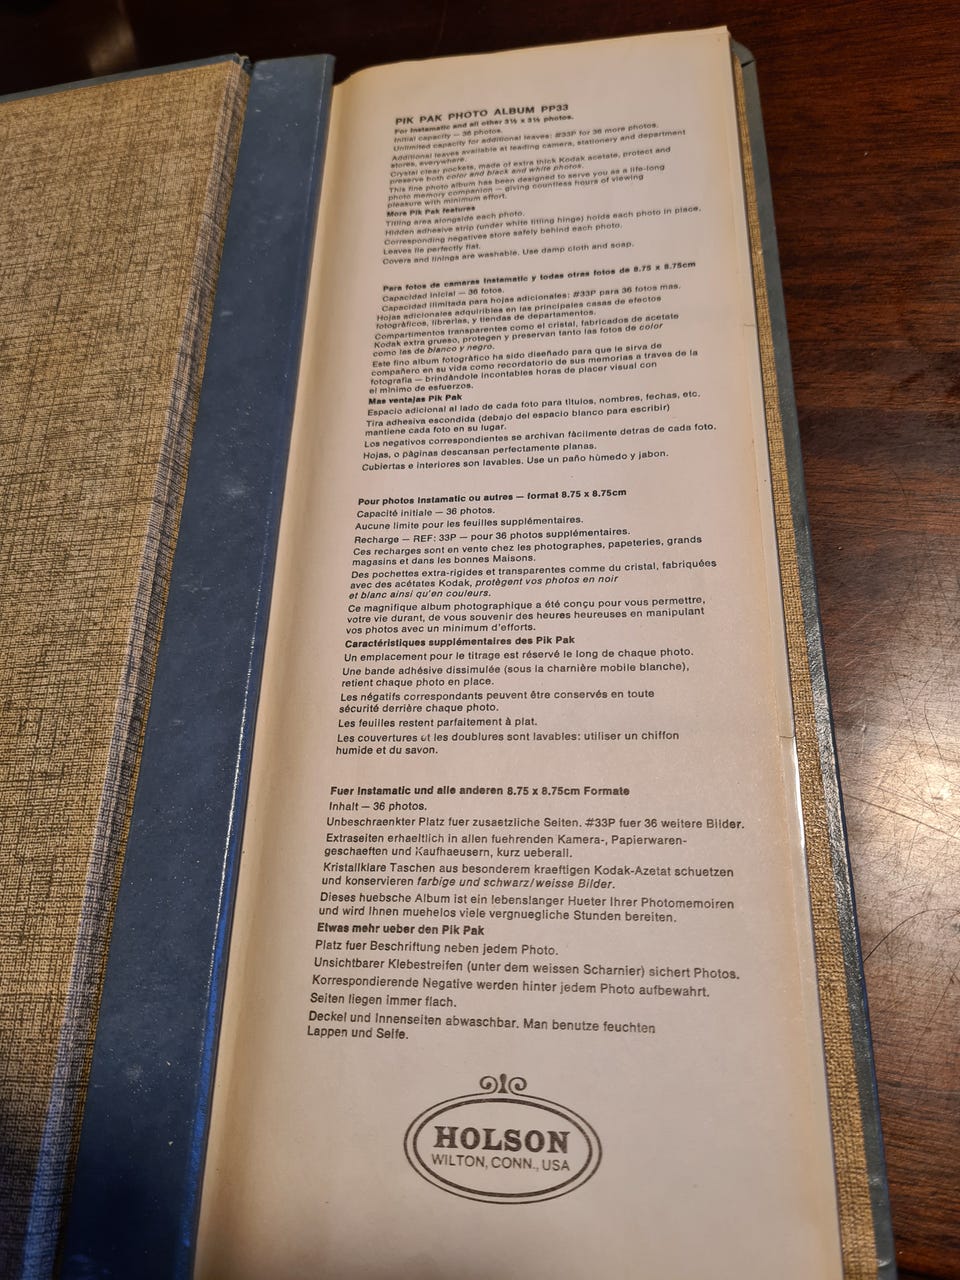 PIK PAK PHOTO ALBUM PP33
For Instamatic and all other 3½ x 3½ photos.
Initial capacity — 36 photos.
Unlimited capacity for additional leaves: #33P for 36 more photos.
Additional leaves available at leading camera, stationery and department
stores, everywhere.
Crystal clear pockets, made of extra thick Kodak acetate, protect and
preserve both color and black and white photos.
This fine photo album has been designed to serve you as a life-long
photo memory companion — giving countless hours of viewing
pleasure with minimum effort.
More Pik Pak features
Titling area alongside each photo.
Hidden adhesive strip (under white titling hinge) holds each photo in place.
Corresponding negatives store safely behind each photo.
Leaves lie perfectly flat.
Covers and linings are washable. Use damp cloth and soap.
Para fotos de cameras Instamatic y todas otras fotos de 8.75 x 8.75cm
Capacidad inicial — 36 fotos.
Capacidad ilimitada para hojas adicionales: #33P para 36 fotos mas.
Hojas adicionales adquiribles en las principales casas de efectos
fotogràficos, librerias, y tiendas de departamentos.
Compartimentos transparentes como el cristal, fabricados de acetate
Kodak extra grueso, protegen y preservan tanto las fotos de color
como las de blanco y negro.
Este fino album fotogràfico ha sido diseñado para que le sirva de
compañero en su vida como recordatorio de sus memorias a traves de la
fotografia — brindàndole incontables horas de placer visual con
el minimo de esfuerzos.
Mas ventajas Pik Pak
Espacio adicional al lado de cada foto para titulos, nombres, fechas, etc.
Tira adhesiva escondida (debajo del espacio blanco para escribir)
mantiene cada foto en su lugar.
Los negativos correspondientes se archivan fàcilmente detras de cada foto.
Hojas, o pàginas descansan perfectamente planas.
Cubiertas e interiores son lavables. Use un paño hùmedo y jabon.
Pour photos Instamatic ou autres — format 8.75 x 8.75cm
Capacité initiale — 36 photos.
Aucune limite pour les feuilles supplémentaires.
Recharge — REF: 33P — pour 36 photos supplémentaires.
Ces recharges sont en vente chez les photographes, papeteries, grands
magasins et dans les bonnes Maisons.
Des pochettes extra-rigides et transparentes comme du cristal, fabriquées
avec des acétates Kodak, protègent vos photos en noir
et blanc ainsi qu'en couleurs.
Ce magnifique album photographique a été conçu pour vous permettre,
votre vie durant, de vous souvenir des heures heureuses en manipulant
vos photos avec un minimum d'efforts.
Caractéristiques supplémentaires des Pik Pak
Un emplacement pour le titrage est réservé le long de chaque photo.
Une bande adhésive dissimulée (sous la charnière mobile blanche),
retient chaque photo en place.
Les négatifs correspondants peuvent être conservés en toute
sécurité derrière chaque photo.
Les feuilles restent parfaitement à plat.
Les couvertures et les doublures sont lavables: utiliser un chiffon
humide et du savon.
Fuer Instamatic und alle anderen 8.75 x 8.75cm Formate
Inhalt — 36 photos.
Unbeschraenkter Platz fuer zusaetzliche Seiten. #33P fuer 36 weitere Bilder.
Extraseiten erhaeltlich in allen fuehrenden Kamera-, Papierwaren-
geschaeften und Kaufhaeusern, kurz ueberall.
Kristallklare Taschen aus besonderem kraeftigen Kodak-Azetat schuetzen
und konservieren farbige und schwarz/weisse Bilder.
Dieses huebsche Album ist ein lebenslanger Hueter Ihrer Photomemoiren
und wird Ihnen muehelos viele vergnuegliche Stunden bereiten.
Etwas mehr ueber den Pik Pak
Platz fuer Beschriftung neben jedem Photo.
Unsichtbarer Klebestreifen (unter dem weissen Scharnier) sichert Photos.
Korrespondierende Negative werden hinter jedem Photo aufbewahrt.
Seiten liegen immer flach.
Deckel und Innenseiten abwaschbar. Man benutze feuchten
Lappen und Seife.
HOLSON
WILTON, CONN., USA